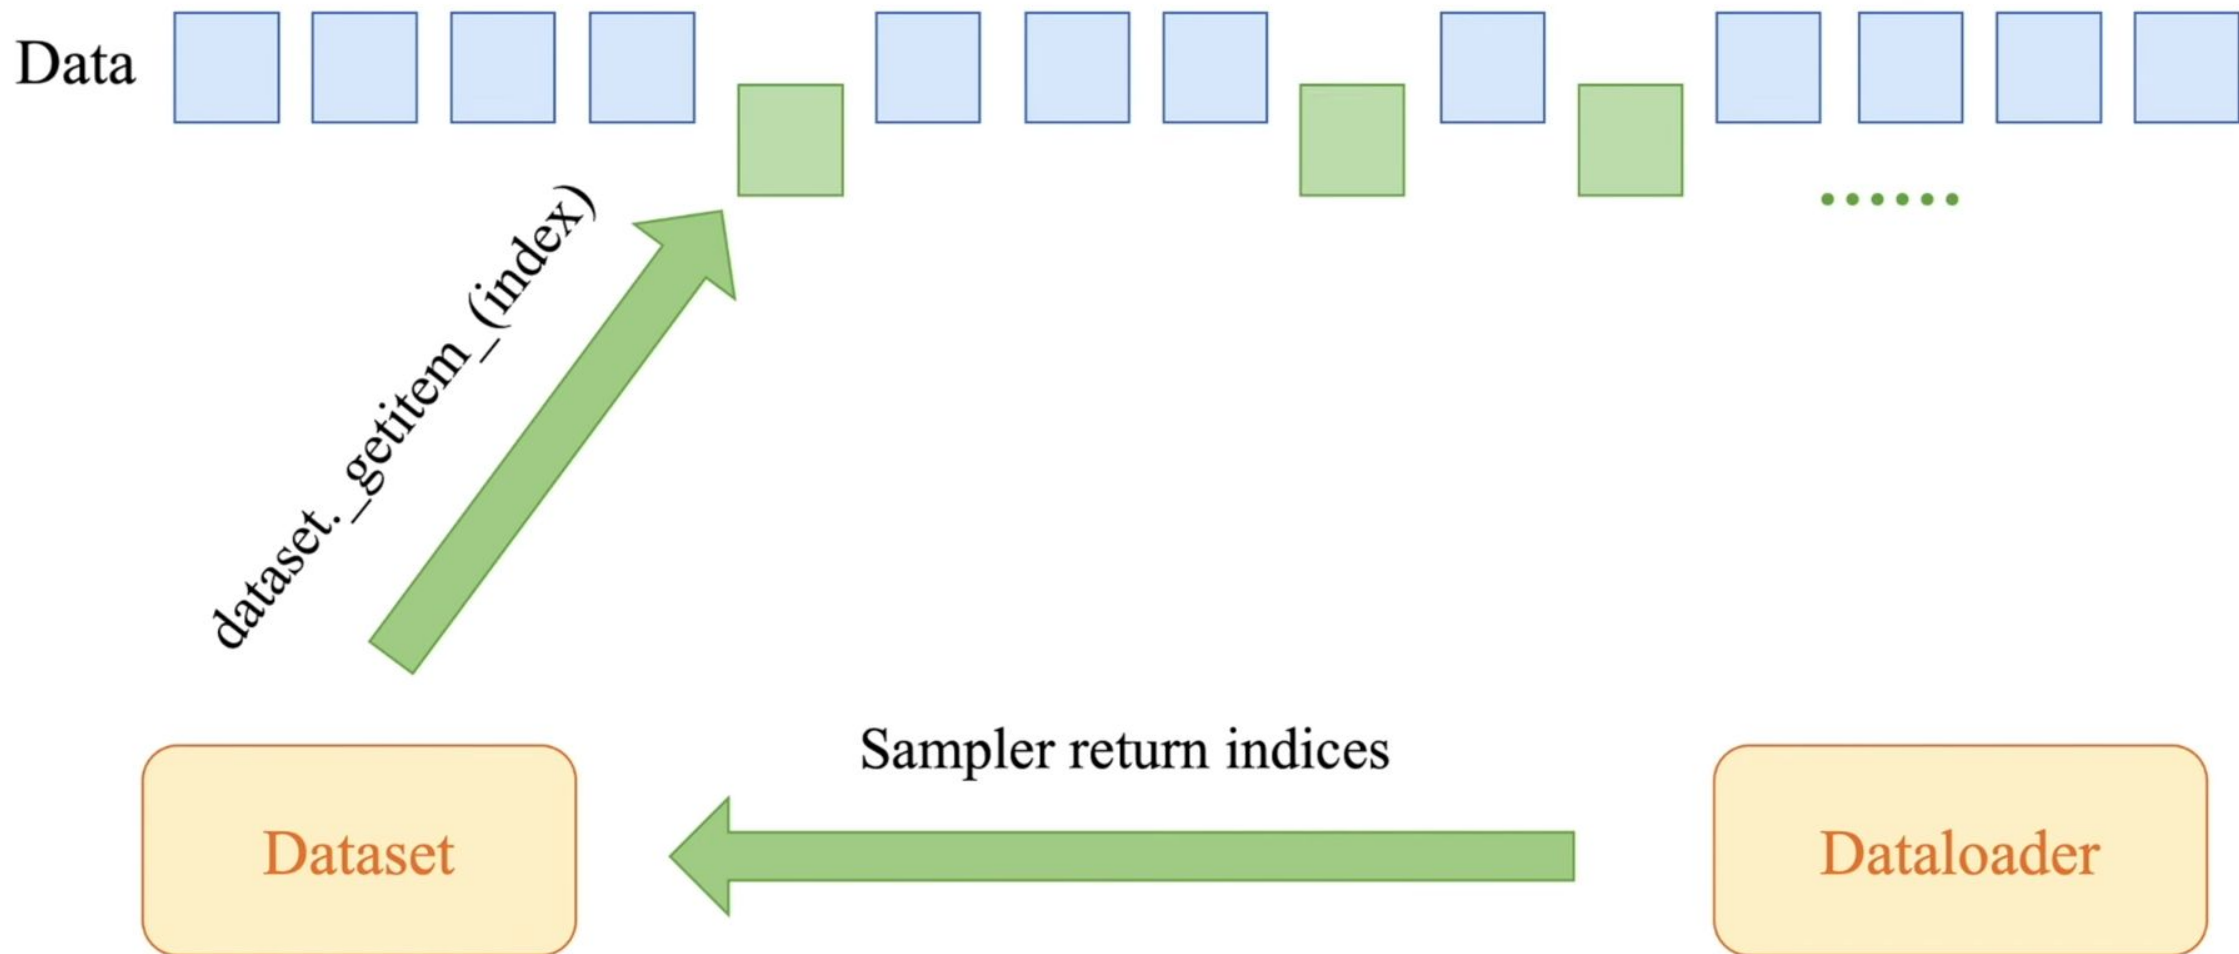 Data
dataset._getitem_(index)
Sampler return indices
Dataset
Dataloader